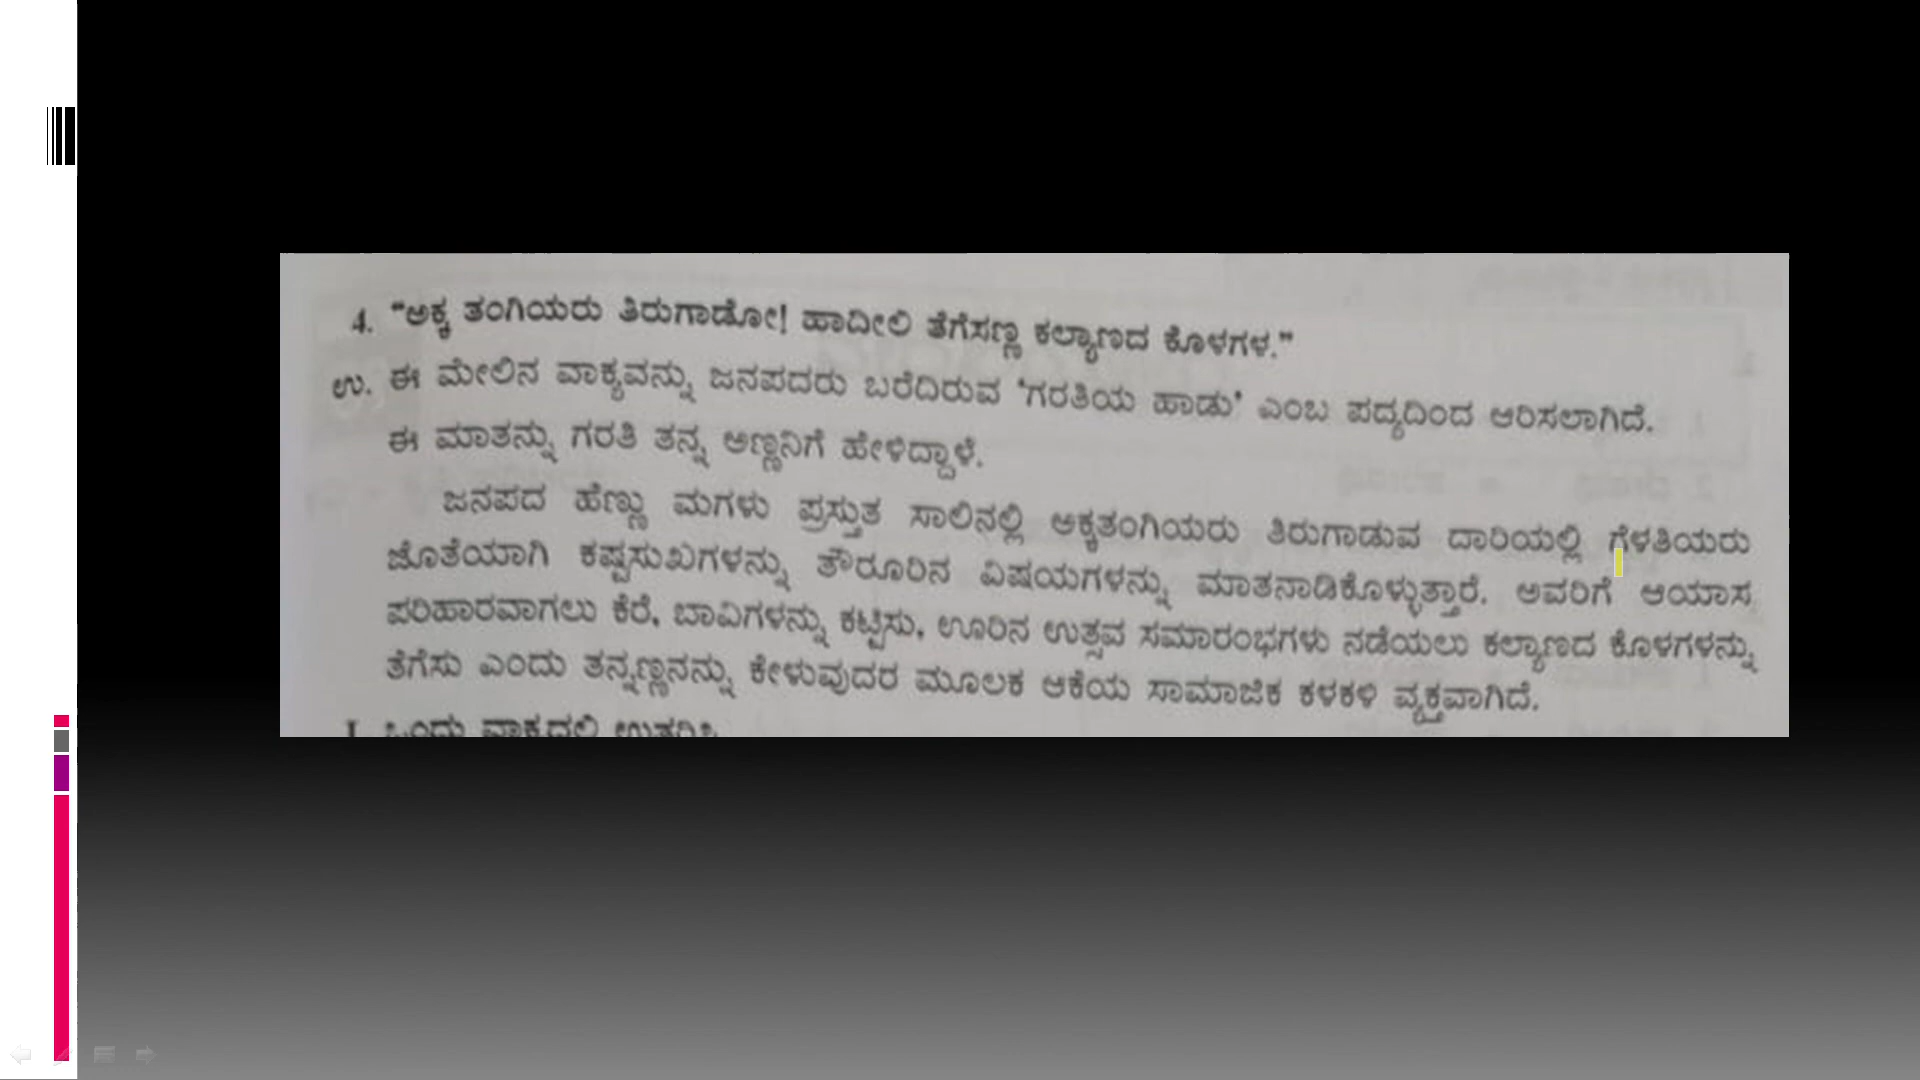 4. "ಅಕ್ಕ ತಂಗಿಯರು ತಿರುಗಾಡೋ! ಹಾದೀಲಿ ತೆಗೆಸಣ್ಣ ಕಲ್ಯಾಣದ ಕೊಳಗಳ."
ಉ. ಈ ಮೇಲಿನ ವಾಕ್ಯವನ್ನು ಜನಪದರು ಬರೆದಿರುವ 'ಗರತಿಯ ಹಾಡು' ಎಂಬ ಪದ್ಯದಿಂದ ಆರಿಸಲಾಗಿದೆ.
ಈ ಮಾತನ್ನು ಗರತಿ ತನ್ನ ಅಣ್ಣನಿಗೆ ಹೇಳಿದ್ದಾಳೆ.
ಜನಪದ ಹೆಣ್ಣು ಮಗಳು ಪ್ರಸ್ತುತ ಸಾಲಿನಲ್ಲಿ ಅಕ್ಕತಂಗಿಯರು ತಿರುಗಾಡುವ ದಾರಿಯಲ್ಲಿ ಗೆಳತಿಯರು
ಜೊತೆಯಾಗಿ ಕಷ್ಟಸುಖಗಳನ್ನು ತೌರೂರಿನ ವಿಷಯಗಳನ್ನು ಮಾತನಾಡಿಕೊಳ್ಳುತ್ತಾರೆ. ಅವರಿಗೆ ಆಯಾಸ
ಪರಿಹಾರವಾಗಲು ಕೆರೆ, ಬಾವಿಗಳನ್ನು ಕಟ್ಟಿಸು, ಊರಿನ ಉತ್ಸವ ಸಮಾರಂಭಗಳು ನಡೆಯಲು ಕಲ್ಯಾಣದ ಕೊಳಗಳನ್ನು
ತೆಗೆಸು ಎಂದು ತನ್ನಣ್ಣನನ್ನು ಕೇಳುವುದರ ಮೂಲಕ ಆಕೆಯ ಸಾಮಾಜಿಕ ಕಳಕಳಿ ವ್ಯಕ್ತವಾಗಿದೆ.
I. ಒಂದು ವಾಕ್ಯದಲ್ಲಿ ಉತ್ತರಿಸಿ